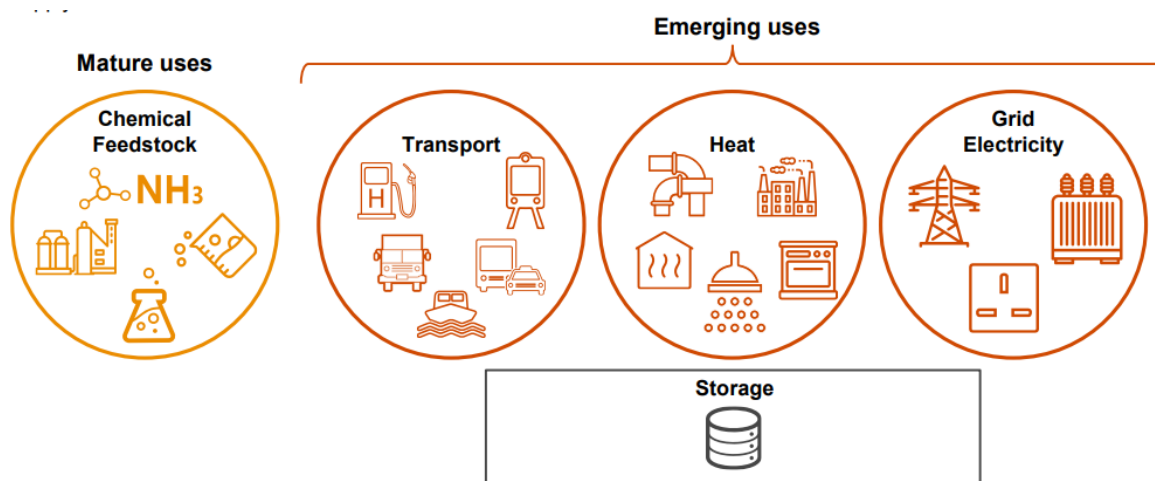 Emerging uses
Mature uses
Chemical
Feedstock
NH3
Transport
H
Heat
Grid
Electricity
Storage